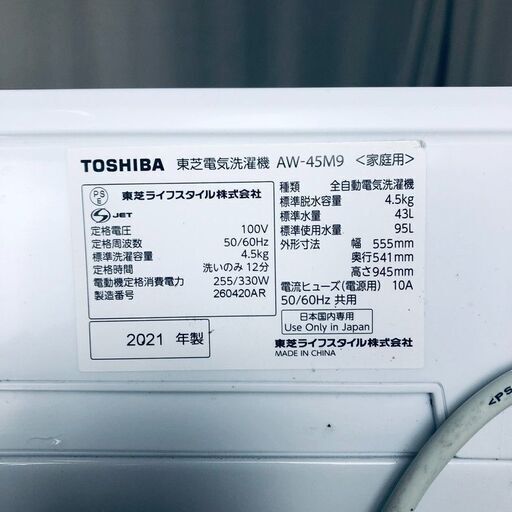 TOSHIBA 東芝電気洗濯機 AW-45M9 <家庭用>
PS
E
東芝ライフスタイル株式会社
JET
定格電圧 100V
定格周波数 50/60Hz
標準洗濯容量 4.5kg
定格時間 洗いのみ 12分
電動機定格消費電力 255/330W
製造番号 260420AR
2021 年製
種類 全自動電気洗濯機
標準脱水容量 4.5kg
標準水量 43L
標準使用水量 95L
外形寸法 幅 555mm
奥行541mm
高さ945mm
電流ヒューズ(電源用) 10A
50/60Hz 共用
日本国内専用
Use Only in Japan
東芝ライフスタイル株式会社
MADE IN CHINA
<PS